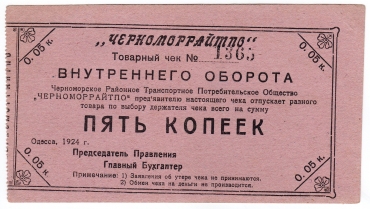 0. 05 к.
0. 05 к.
„ЧЕРНОМОРРАЙТПО"
Товарный чек № 1365
ВНУТРЕННЕГО ОБОРОТА
Черноморское Районное Транспортное Потребительское Общество
„ЧЕРНОМОРРАЙТПО" пред'явителю настоящего чека отпускает разного
товара по выбору держателя чека всего на сумму
ПЯТЬ КОПЕЕК
Одесса, 1924 г.
Председатель Правления
Главный Бухгалтер
Примечание: 1) Заявления об утере чека не принимаются.
2) Обмен чека на деньги не производится.
0. 05 к.
0. 05 к.